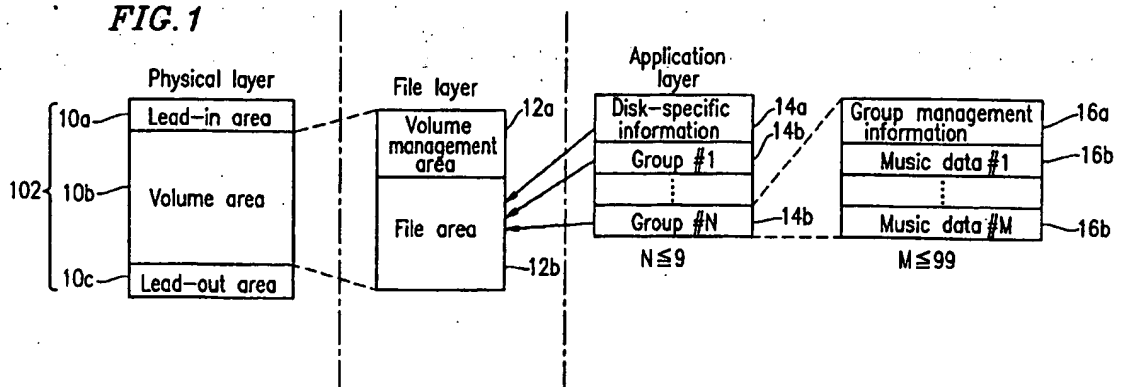 FIG. 1
Physical layer
102
10a
Lead-in area
10b
Volume area
10c
Lead-out area
File layer
12a
Volume
management
area
File area
12b
Application
layer
Disk-specific
information
14a
14b
Group #1
Group #N
14b
N≦9
Group management
information
16a
Music data #1
16b
Music data #M
16b
M≦99